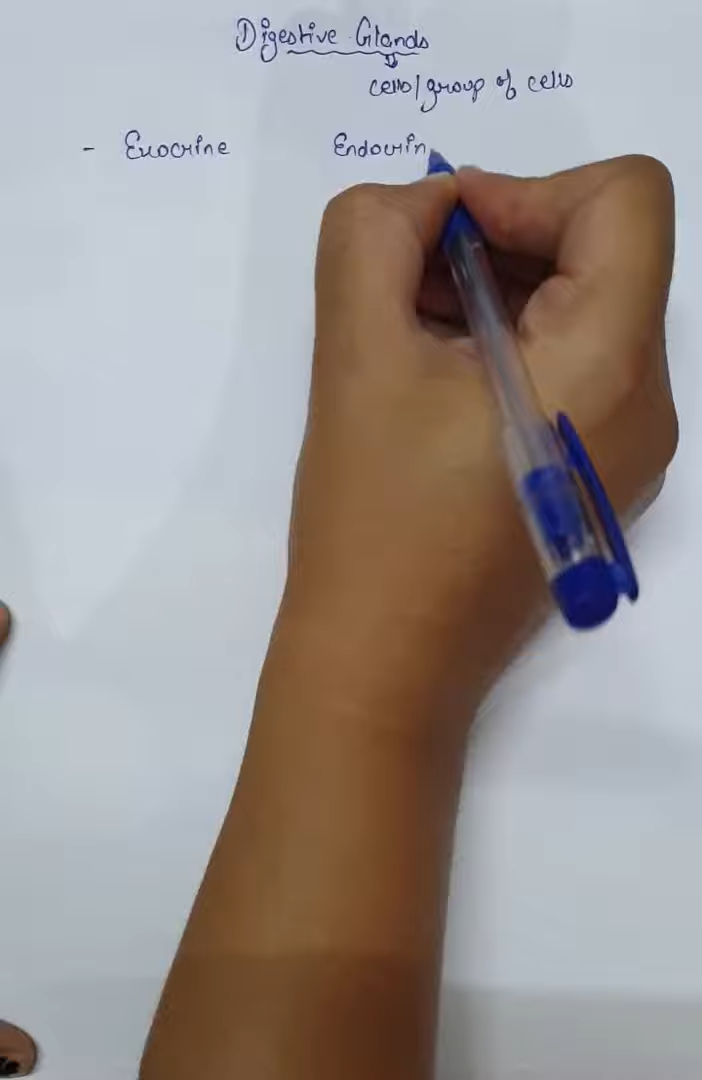 Digestive Glands
cells/group of cells
- Exocrine Endocrin